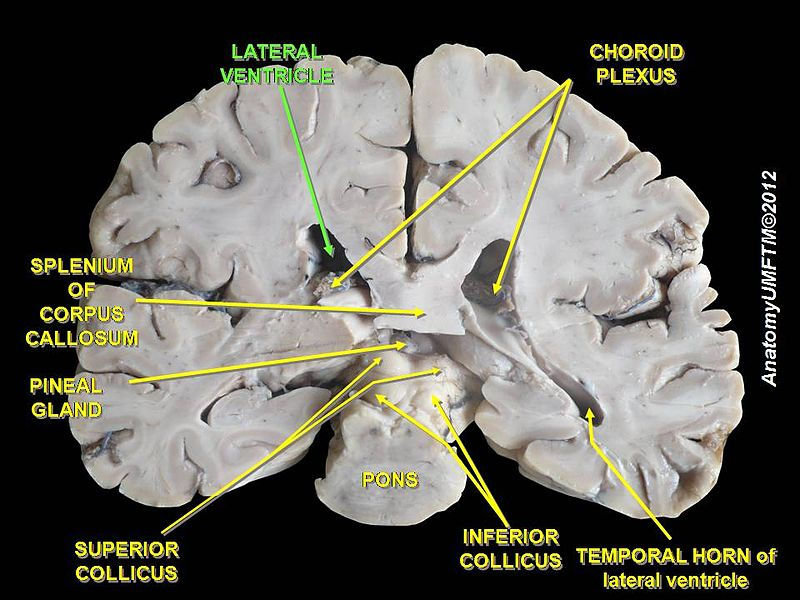 LATERAL
VENTRICLE
CHOROID
PLEXUS
SPLENIUM
OF
CORPUS
CALLOSUM
PINEAL
GLAND
PONS
SUPERIOR
COLLICUS
INFERIOR
COLLICUS
TEMPORAL HORN of
lateral ventricle
AnatomyUMFTM©2012